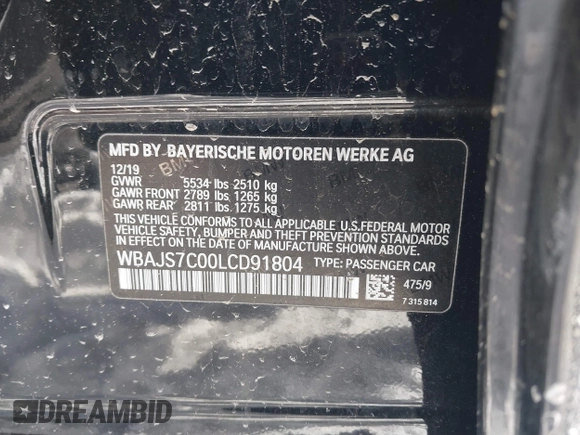 MFD BY BAYERISCHE MOTOREN WERKE AG
12/19
GVWR 5534 lbs 2510 kg
GAWR FRONT 2789 lbs 1265 kg
GAWR REAR 2811 lbs 1275 kg
THIS VEHICLE CONFORMS TO ALL APPLICABLE U.S.FEDERAL MOTOR
VEHICLE SAFETY, BUMPER AND THEFT PREVENTION STANDARDS
IN EFFECT ON THE DATE OF MANUFACTURE SHOWN ABOVE.
WBAJS7C00LCD91804 TYPE: PASSENGER CAR
475/9
7 315 814
DREAMBID